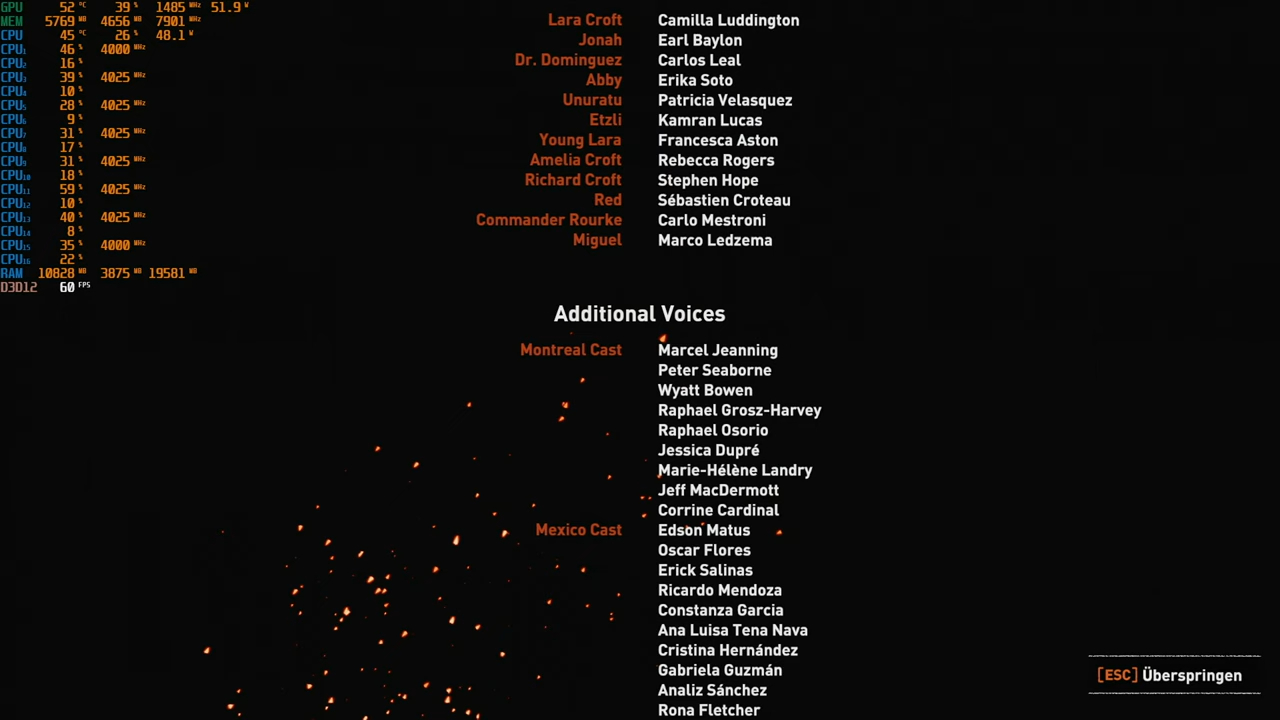 GPU 52 °C 39 % 1485 MHz 51.9 W
MEM 5769 MB 4656 MB 7901 MHz
CPU 45 °C 26 % 48.1 W
CPU1 46 % 4000 MHz
CPU2 16 %
CPU3 39 % 4025 MHz
CPU4 10 %
CPU5 28 % 4025 MHz
CPU6 9 %
CPU7 31 % 4025 MHz
CPU8 17 %
CPU9 31 % 4025 MHz
CPU10 18 %
CPU11 59 % 4025 MHz
CPU12 10 %
CPU13 40 % 4025 MHz
CPU14 8 %
CPU15 35 % 4000 MHz
CPU16 22 %
RAM 10828 MB 3875 MB 19581 MB
D3D12 60 FPS
Lara Croft Camilla Luddington
Jonah Earl Baylon
Dr. Dominguez Carlos Leal
Abby Erika Soto
Unuratu Patricia Velasquez
Etzli Kamran Lucas
Young Lara Francesca Aston
Amelia Croft Rebecca Rogers
Richard Croft Stephen Hope
Red Sébastien Croteau
Commander Rourke Carlo Mestroni
Miguel Marco Ledzema
Additional Voices
Montreal Cast Marcel Jeanning
Peter Seaborne
Wyatt Bowen
Raphael Grosz-Harvey
Raphael Osorio
Jessica Dupré
Marie-Hélène Landry
Jeff MacDermott
Corrine Cardinal
Mexico Cast Edson Matus
Oscar Flores
Erick Salinas
Ricardo Mendoza
Constanza Garcia
Ana Luisa Tena Nava
Cristina Hernández
Gabriela Guzmán
Analiz Sánchez
Rona Fletcher
[ESC] Überspringen